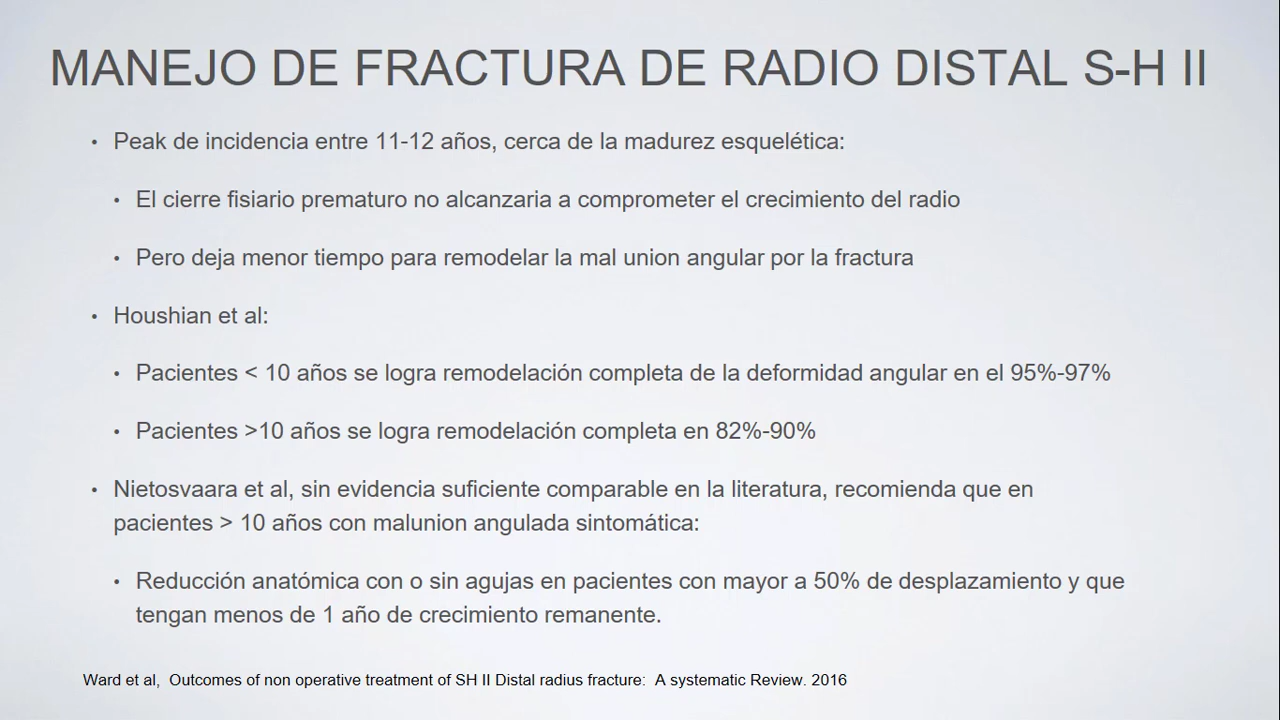 MANEJO DE FRACTURA DE RADIO DISTAL S-H II
• Peak de incidencia entre 11-12 años, cerca de la madurez esquelética:
• El cierre fisiario prematuro no alcanzaria a comprometer el crecimiento del radio
• Pero deja menor tiempo para remodelar la mal union angular por la fractura
• Houshian et al:
• Pacientes < 10 años se logra remodelación completa de la deformidad angular en el 95%-97%
• Pacientes >10 años se logra remodelación completa en 82%-90%
• Nietosvaara et al, sin evidencia suficiente comparable en la literatura, recomienda que en
pacientes > 10 años con malunion angulada sintomática:
• Reducción anatómica con o sin agujas en pacientes con mayor a 50% de desplazamiento y que
tengan menos de 1 año de crecimiento remanente.
Ward et al, Outcomes of non operative treatment of SH II Distal radius fracture: A systematic Review. 2016